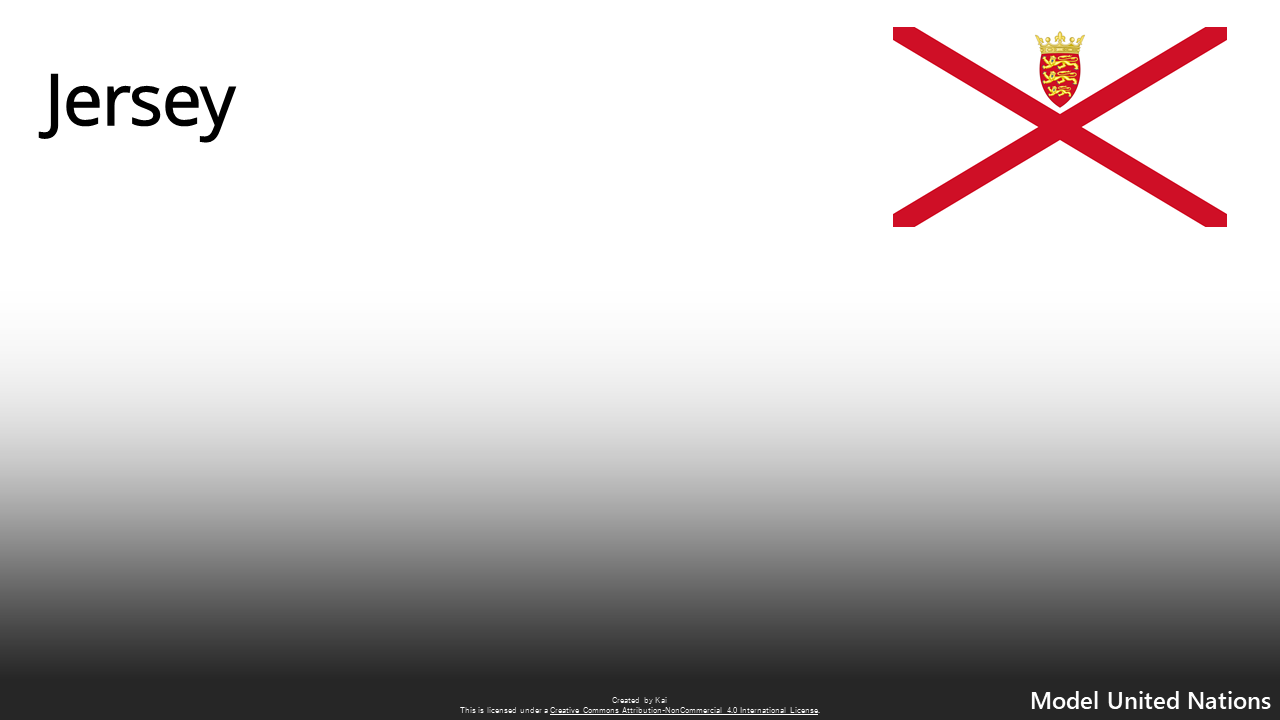 Jersey
Created by Kai
This is licensed under a Creative Commons Attribution-NonCommercial 4.0 International License.
Model United Nations